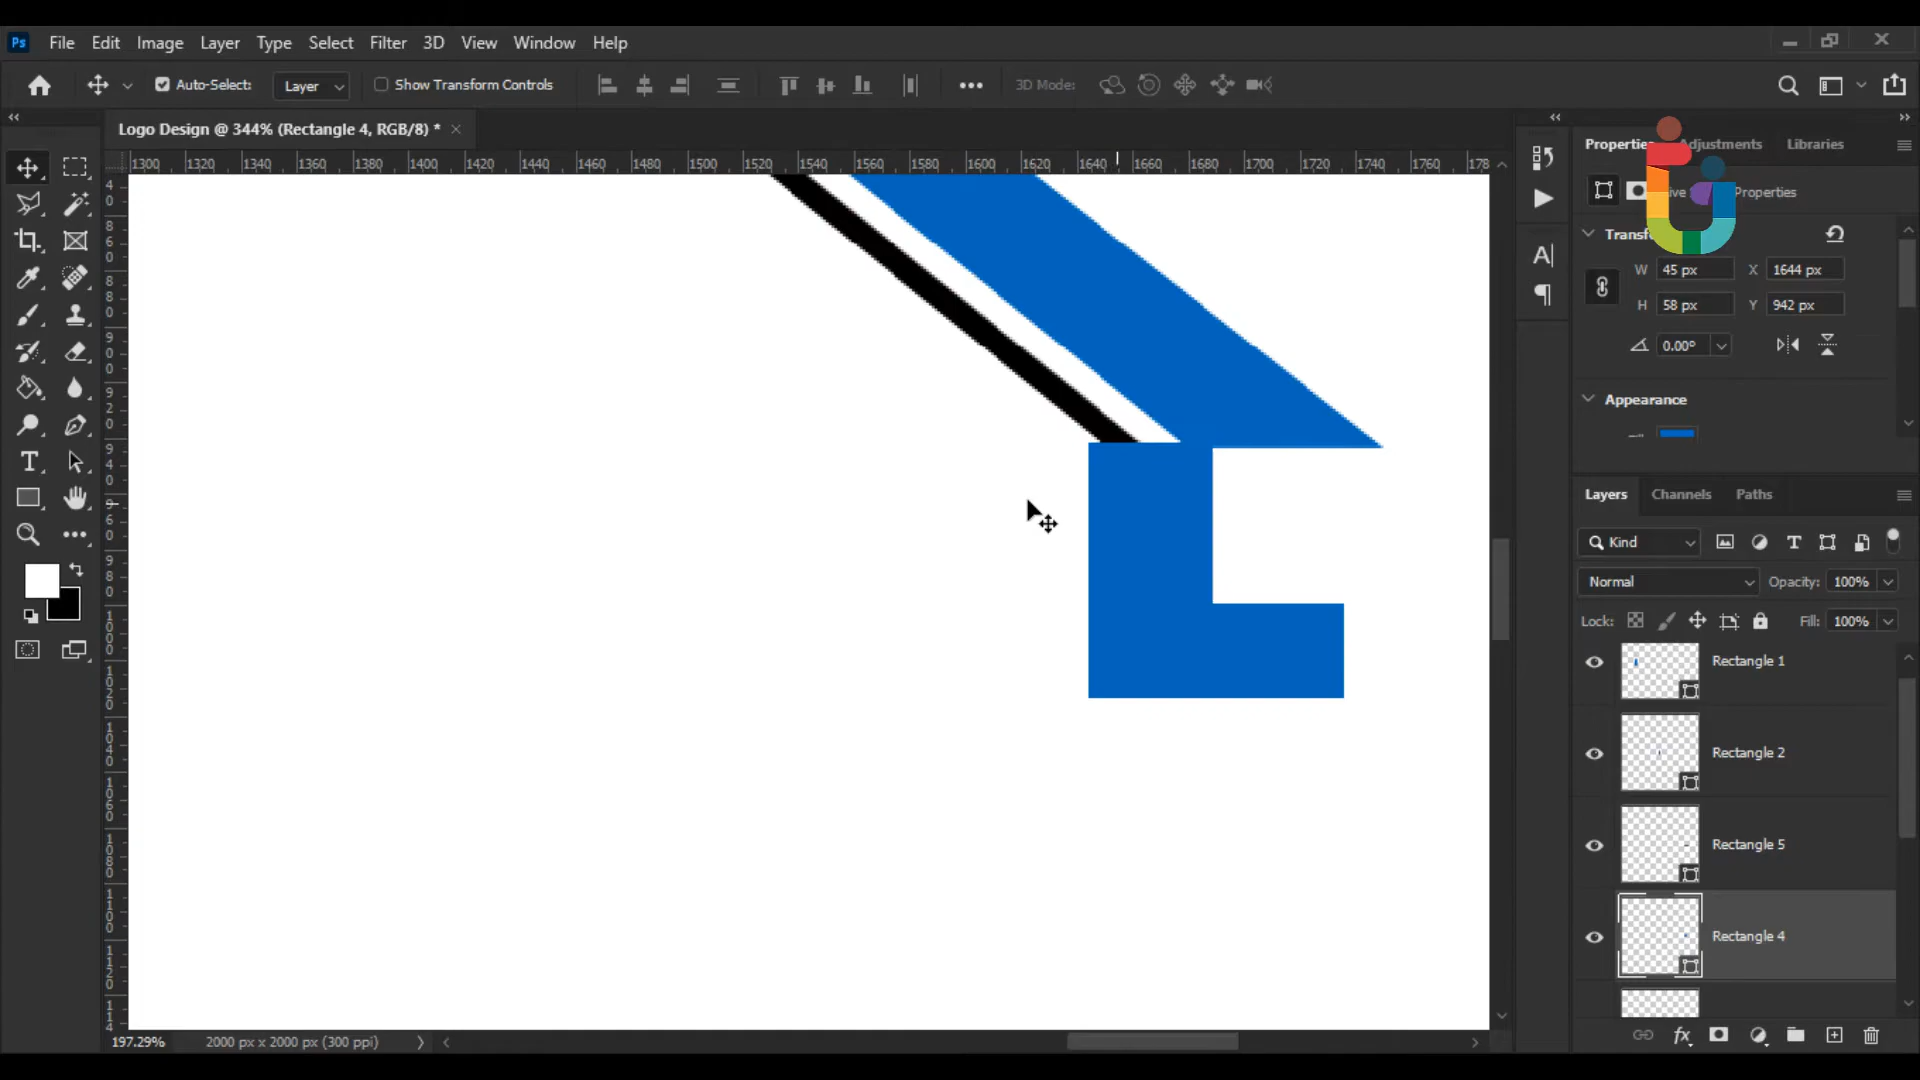 Ps File Edit Image Layer Type Select Filter 3D View Window Help
Auto-Select: Layer Show Transform Controls 3D Mode:
Logo Design @ 344% (Rectangle 4, RGB/8) *
1300 1320 1340 1360 1380 1400 1420 1440 1460 1480 1500 1520 1540 1560 1580 1600 1620 1640 1660 1680 1700 1720 1740 1760 178
Adjustments Libraries
Properties
W 45 px X 1644 px
H 58 px Y 942 px
0.00°
Appearance
Layers Channels Paths
Kind
Normal Opacity: 100%
Lock: Fill: 100%
Rectangle 1
Rectangle 2
Rectangle 5
Rectangle 4
197.29% 2000 px x 2000 px (300 ppi)